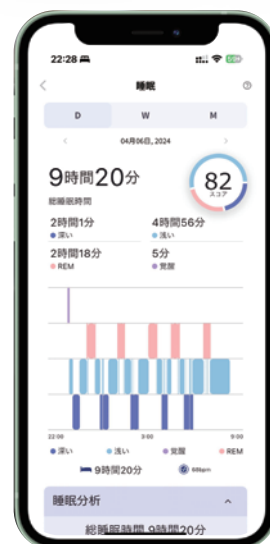 22:28
睡眠
D W M
04月06日, 2024
9時間20分
82
スコア
総睡眠時間
2時間1分 4時間56分
深い 浅い
2時間18分 5分
REM 覚醒
22:00 3:00 9:00
深い 浅い 覚醒 REM
9時間20分 60bpm
睡眠分析
総睡眠時間 9時間20分